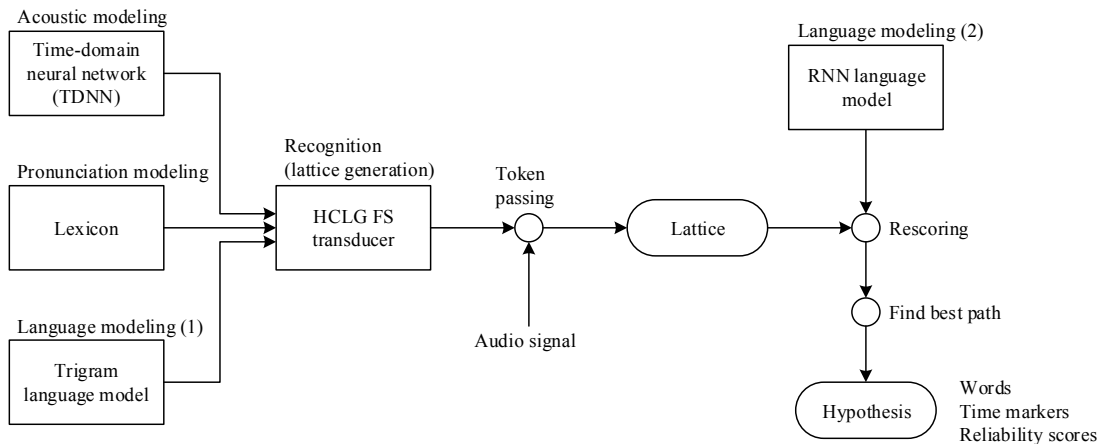 Acoustic modeling
Time-domain
neural network
(TDNN)
Pronunciation modeling
Lexicon
Language modeling (1)
Trigram
language model
Recognition
(lattice generation)
HCLG FS
transducer
Token
passing
Audio signal
Lattice
Language modeling (2)
RNN language
model
Rescoring
Find best path
Hypothesis
Words
Time markers
Reliability scores